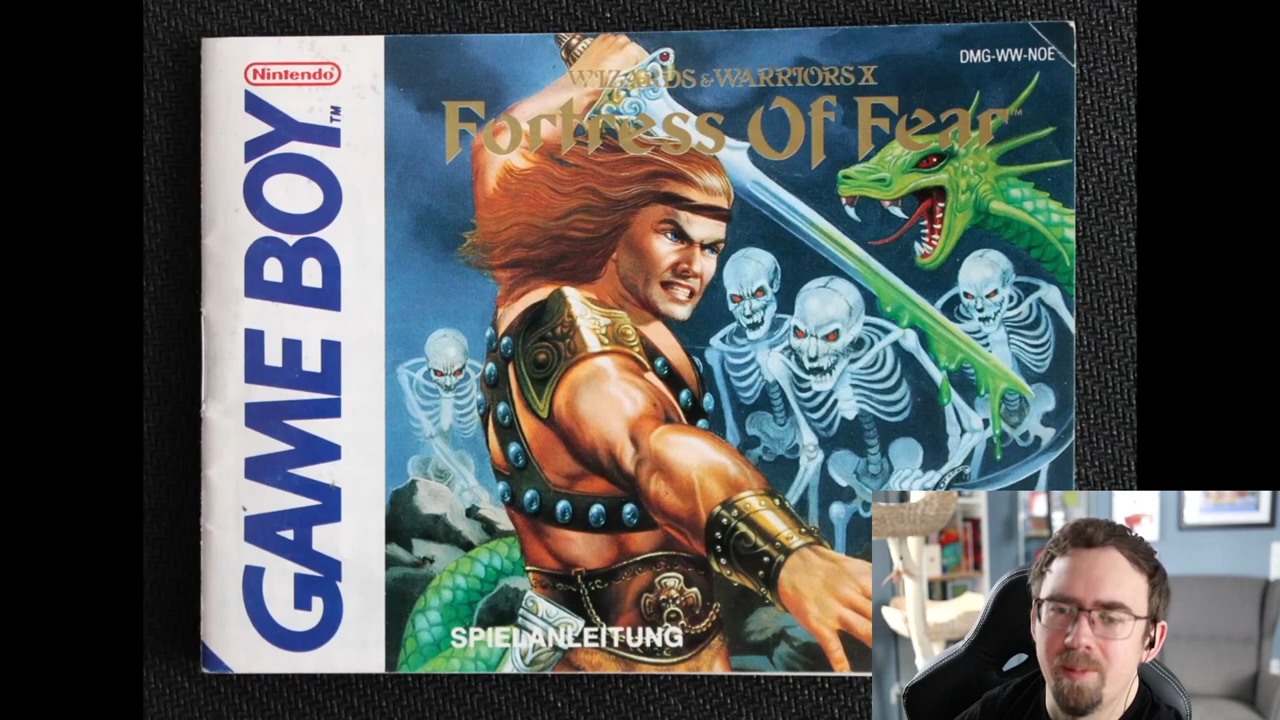 Nintendo®
GAME BOY™
DMG-WW-NOE
WIZARDS & WARRIORS X
Fortress Of Fear™
SPIELANLEITUNG